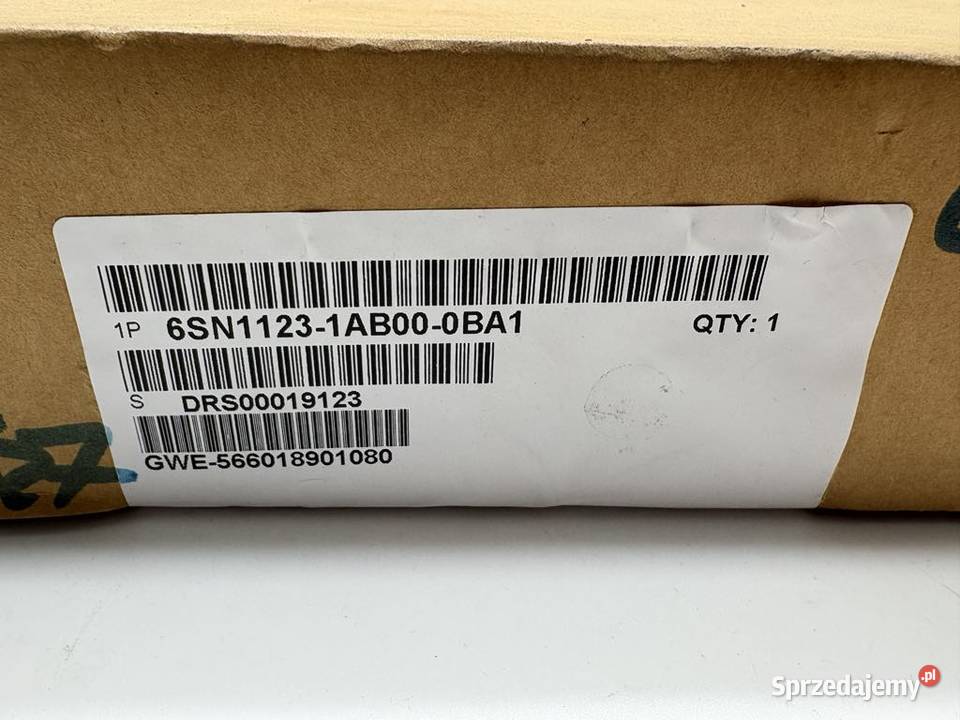 1P 6SN1123-1AB00-0BA1 QTY: 1
S DRS00019123
GWE-566018901080
Sprzedajemy.pl